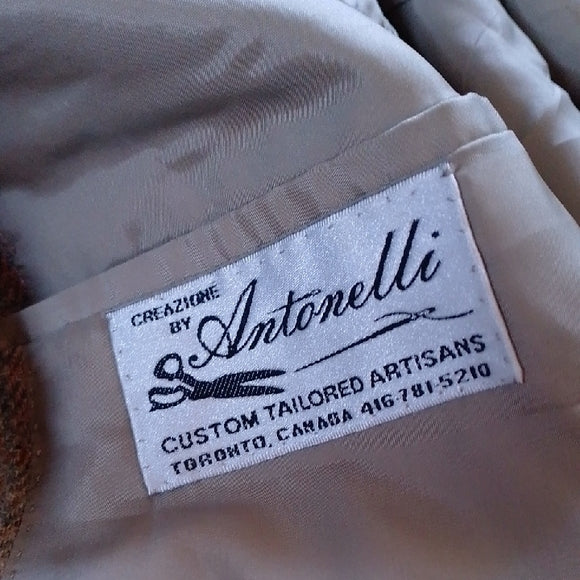 CREAZIONE
BY Antonelli
CUSTOM TAILORED ARTISANS
TORONTO, CANADA 416-781-5210